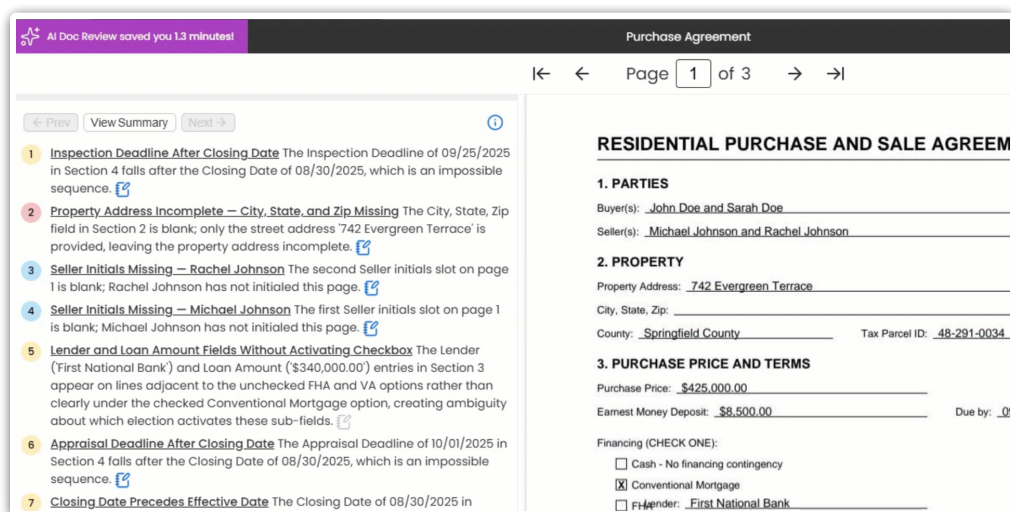 AI Doc Review saved you 1.3 minutes!
Purchase Agreement
Page 1 of 3
← Prev
View Summary
Next →
1 Inspection Deadline After Closing Date The Inspection Deadline of 09/25/2025
in Section 4 falls after the Closing Date of 08/30/2025, which is an impossible
sequence.
2 Property Address Incomplete — City, State, and Zip Missing The City, State, Zip
field in Section 2 is blank; only the street address '742 Evergreen Terrace' is
provided, leaving the property address incomplete.
3 Seller Initials Missing — Rachel Johnson The second Seller initials slot on page
1 is blank; Rachel Johnson has not initialed this page.
4 Seller Initials Missing — Michael Johnson The first Seller initials slot on page 1
is blank; Michael Johnson has not initialed this page.
5 Lender and Loan Amount Fields Without Activating Checkbox The Lender
('First National Bank') and Loan Amount ('$340,000.00') entries in Section 3
appear on lines adjacent to the unchecked FHA and VA options rather than
clearly under the checked Conventional Mortgage option, creating ambiguity
about which election activates these sub-fields.
6 Appraisal Deadline After Closing Date The Appraisal Deadline of 10/01/2025 in
Section 4 falls after the Closing Date of 08/30/2025, which is an impossible
sequence.
7 Closing Date Precedes Effective Date The Closing Date of 08/30/2025 in
RESIDENTIAL PURCHASE AND SALE AGREEM
1. PARTIES
Buyer(s): John Doe and Sarah Doe
Seller(s): Michael Johnson and Rachel Johnson
2. PROPERTY
Property Address: 742 Evergreen Terrace
City, State, Zip:
County: Springfield County Tax Parcel ID: 48-291-0034
3. PURCHASE PRICE AND TERMS
Purchase Price: $425,000.00
Earnest Money Deposit: $8,500.00 Due by:
Financing (CHECK ONE):
Cash - No financing contingency
X Conventional Mortgage
FHA Lender: First National Bank